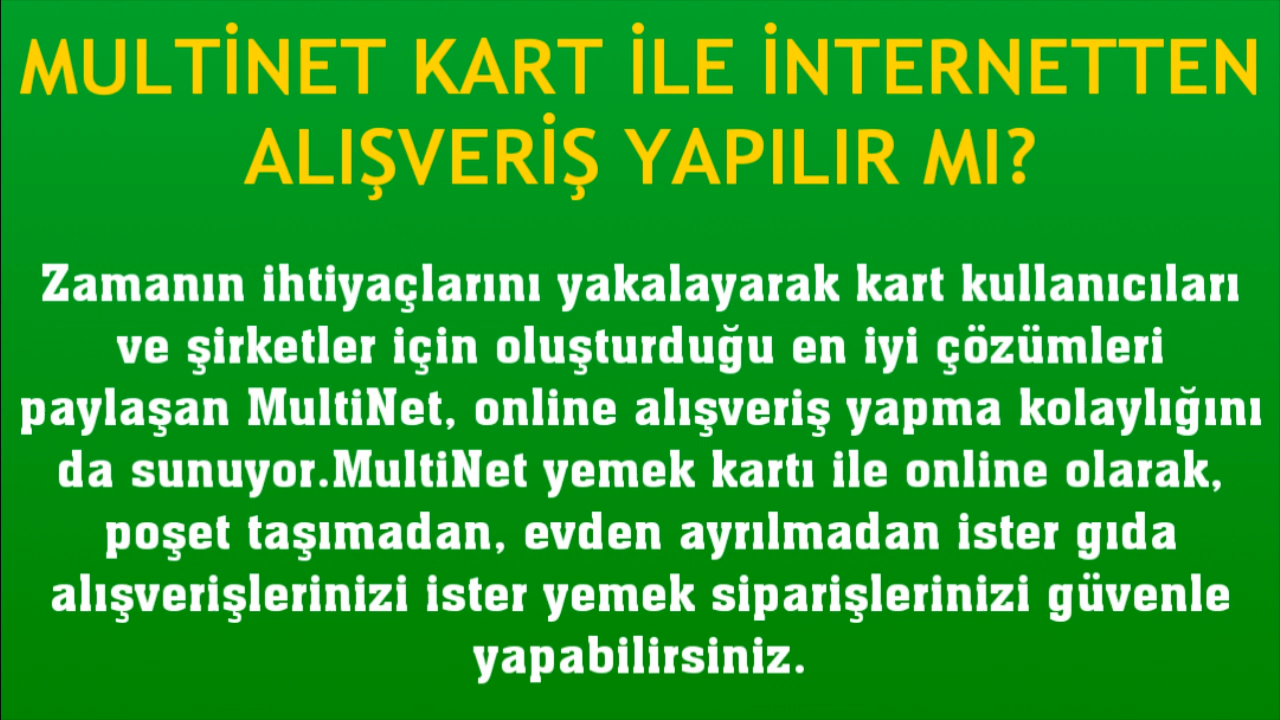 MULTİNET KART İLE İNTERNETTEN
ALIŞVERİŞ YAPILIR MI?
Zamanın ihtiyaçlarını yakalayarak kart kullanıcıları
ve şirketler için oluşturduğu en iyi çözümleri
paylaşan MultiNet, online alışveriş yapma kolaylığını
da sunuyor.MultiNet yemek kartı ile online olarak,
poşet taşımadan, evden ayrılmadan ister gıda
alışverişlerinizi ister yemek siparişlerinizi güvenle
yapabilirsiniz.